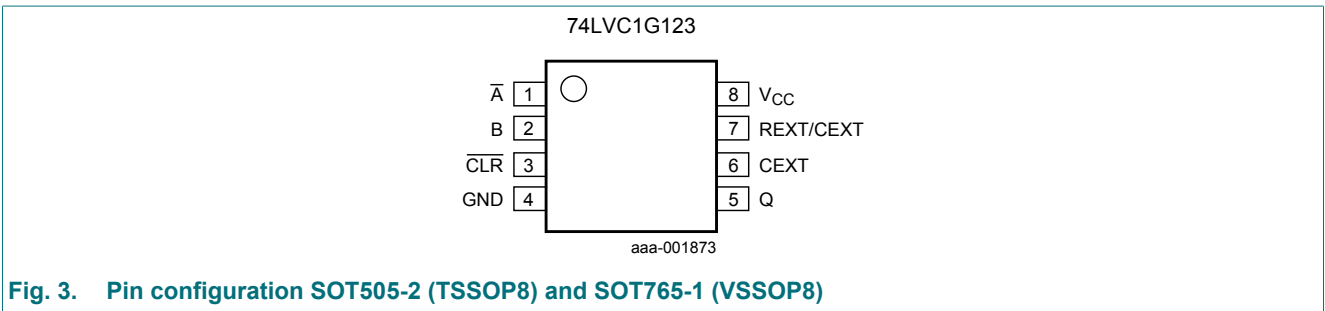 74LVC1G123
A̅ 1 8 VCC
B 2 7 REXT/CEXT
C̅L̅R̅ 3 6 CEXT
GND 4 5 Q
aaa-001873
Fig. 3. Pin configuration SOT505-2 (TSSOP8) and SOT765-1 (VSSOP8)